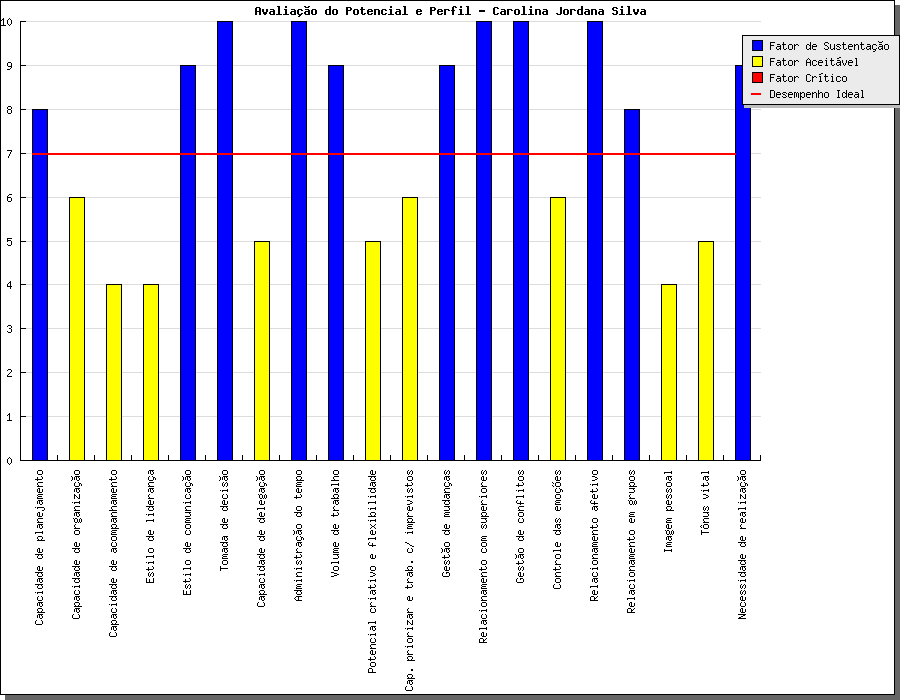 Avaliação do Potencial e Perfil - Carolina Jordana Silva
10
9
8
7
6
5
4
3
2
1
0
Fator de Sustentação
Fator Aceitável
Fator Crítico
Desempenho Ideal
Capacidade de planejamento
Capacidade de organização
Capacidade de acompanhamento
Estilo de liderança
Estilo de comunicação
Tomada de decisão
Capacidade de delegação
Administração do tempo
Volume de trabalho
Potencial criativo e flexibilidade
Cap. priorizar e trab. c/ imprevistos
Gestão de mudanças
Relacionamento com superiores
Gestão de conflitos
Controle das emoções
Relacionamento afetivo
Relacionamento em grupos
Imagem pessoal
Tônus vital
Necessidade de realização